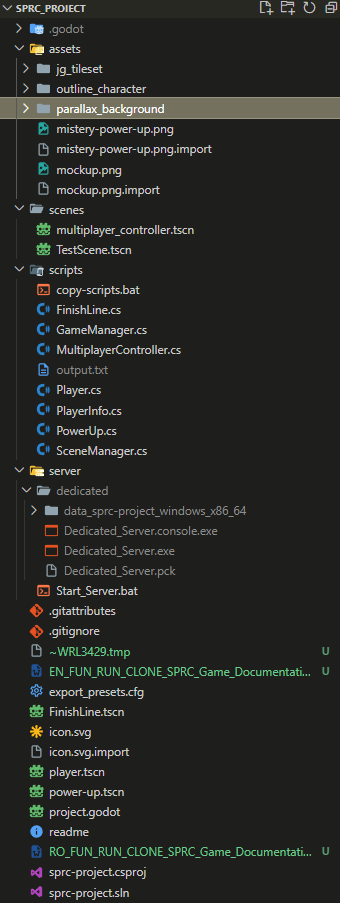 SPRC_PROJECT
.godot
assets
jg_tileset
outline_character
parallax_background
mistery-power-up.png
mistery-power-up.png.import
mockup.png
mockup.png.import
scenes
multiplayer_controller.tscn
TestScene.tscn
scripts
copy-scripts.bat
FinishLine.cs
GameManager.cs
MultiplayerController.cs
output.txt
Player.cs
PlayerInfo.cs
PowerUp.cs
SceneManager.cs
server
dedicated
data_sprc-project_windows_x86_64
Dedicated_Server.console.exe
Dedicated_Server.exe
Dedicated_Server.pck
Start_Server.bat
.gitattributes
.gitignore
~WRL3429.tmp U
EN_FUN_RUN_CLONE_SPRC_Game_Documentati... U
export_presets.cfg
FinishLine.tscn
icon.svg
icon.svg.import
player.tscn
power-up.tscn
project.godot
readme
RO_FUN_RUN_CLONE_SPRC_Game_Documentati... U
sprc-project.csproj
sprc-project.sln